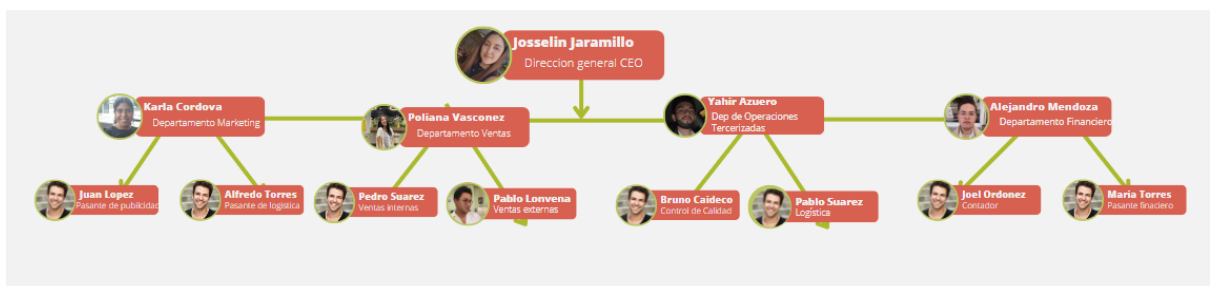 Josselin Jaramillo
Direccion general CEO
Karla Cordova
Departamento Marketing
Poliana Vasconez
Departamento Ventas
Yahir Azuero
Dep de Operaciones
Tercerizadas
Alejandro Mendoza
Departamento Financiero
Juan Lopez
Pasante de publicidad
Alfredo Torres
Pasante de logistica
Pedro Suarez
Ventas internas
Pablo Lonvena
Ventas externas
Bruno Caideco
Control de Calidad
Pablo Suarez
Logística
Joel Ordonez
Contador
Maria Torres
Pasante finaciero